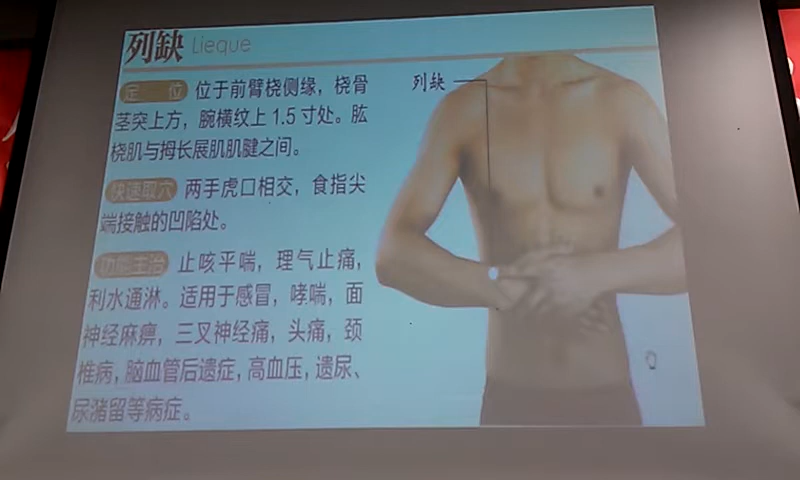 列缺 Lieque
定 位 位于前臂桡侧缘，桡骨
茎突上方，腕横纹上 1.5 寸处。肱
桡肌与拇长展肌肌腱之间。
快速取穴 两手虎口相交，食指尖
端接触的凹陷处。
功能主治 止咳平喘，理气止痛，
利水通淋。适用于感冒，哮喘，面
神经麻痹，三叉神经痛，头痛，颈
椎病，脑血管后遗症，高血压，遗尿、
尿潴留等病症。
列缺